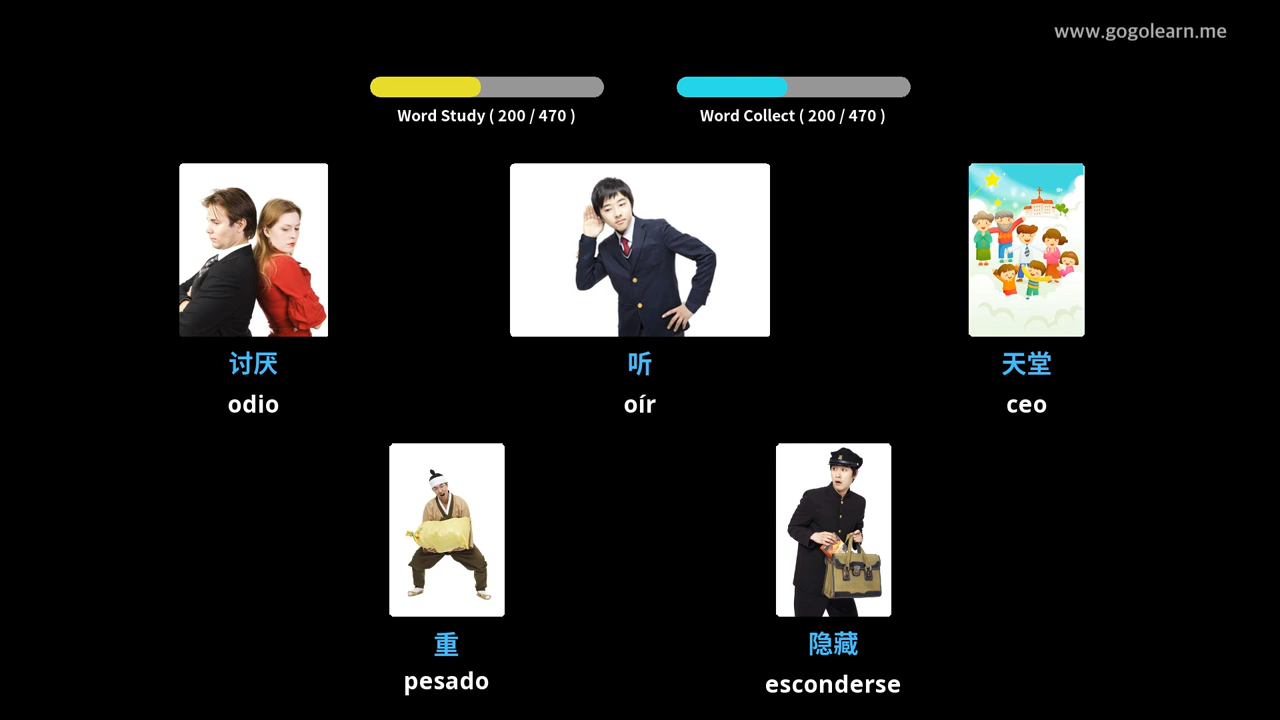 www.gogolearn.me
Word Study ( 200 / 470 )
Word Collect ( 200 / 470 )
讨厌
odio
听
oír
天堂
ceo
重
pesado
隐藏
esconderse